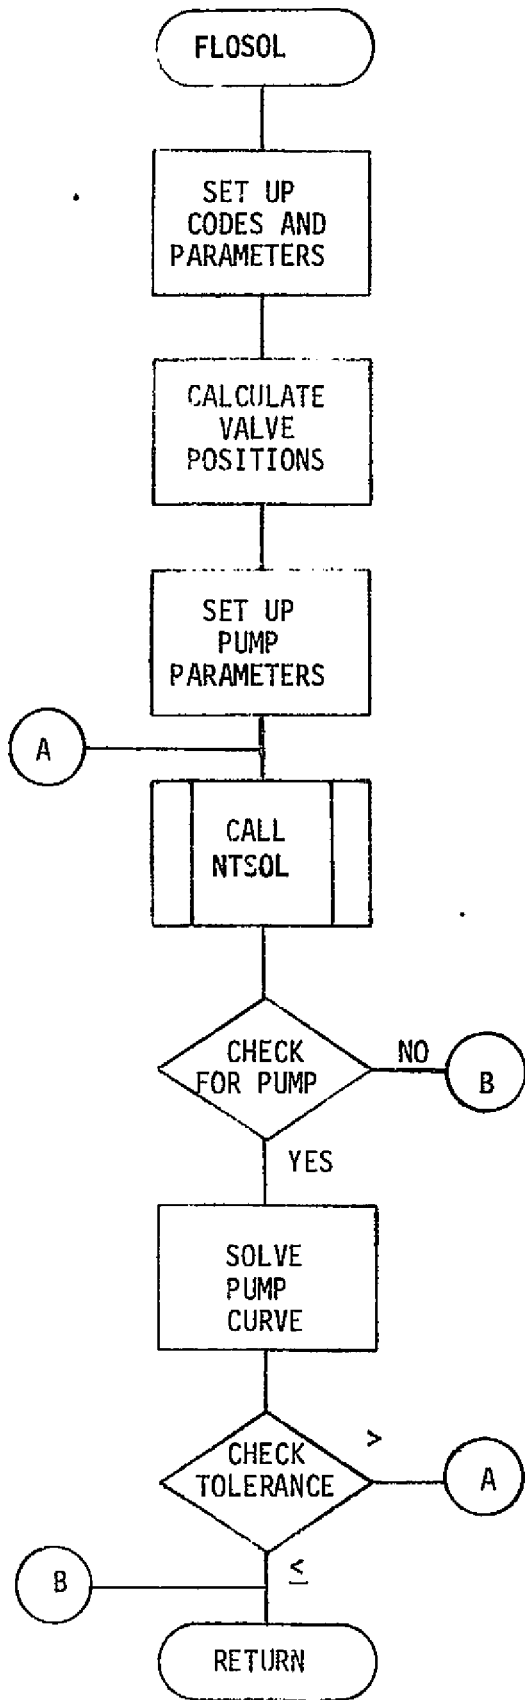 FLOSOL
SET UP
CODES AND
PARAMETERS
CALCULATE
VALVE
POSITIONS
SET UP
PUMP
PARAMETERS
A
CALL
NTSOL
CHECK
FOR PUMP
NO
B
YES
SOLVE
PUMP
CURVE
>
CHECK
TOLERANCE
A
≤
B
RETURN